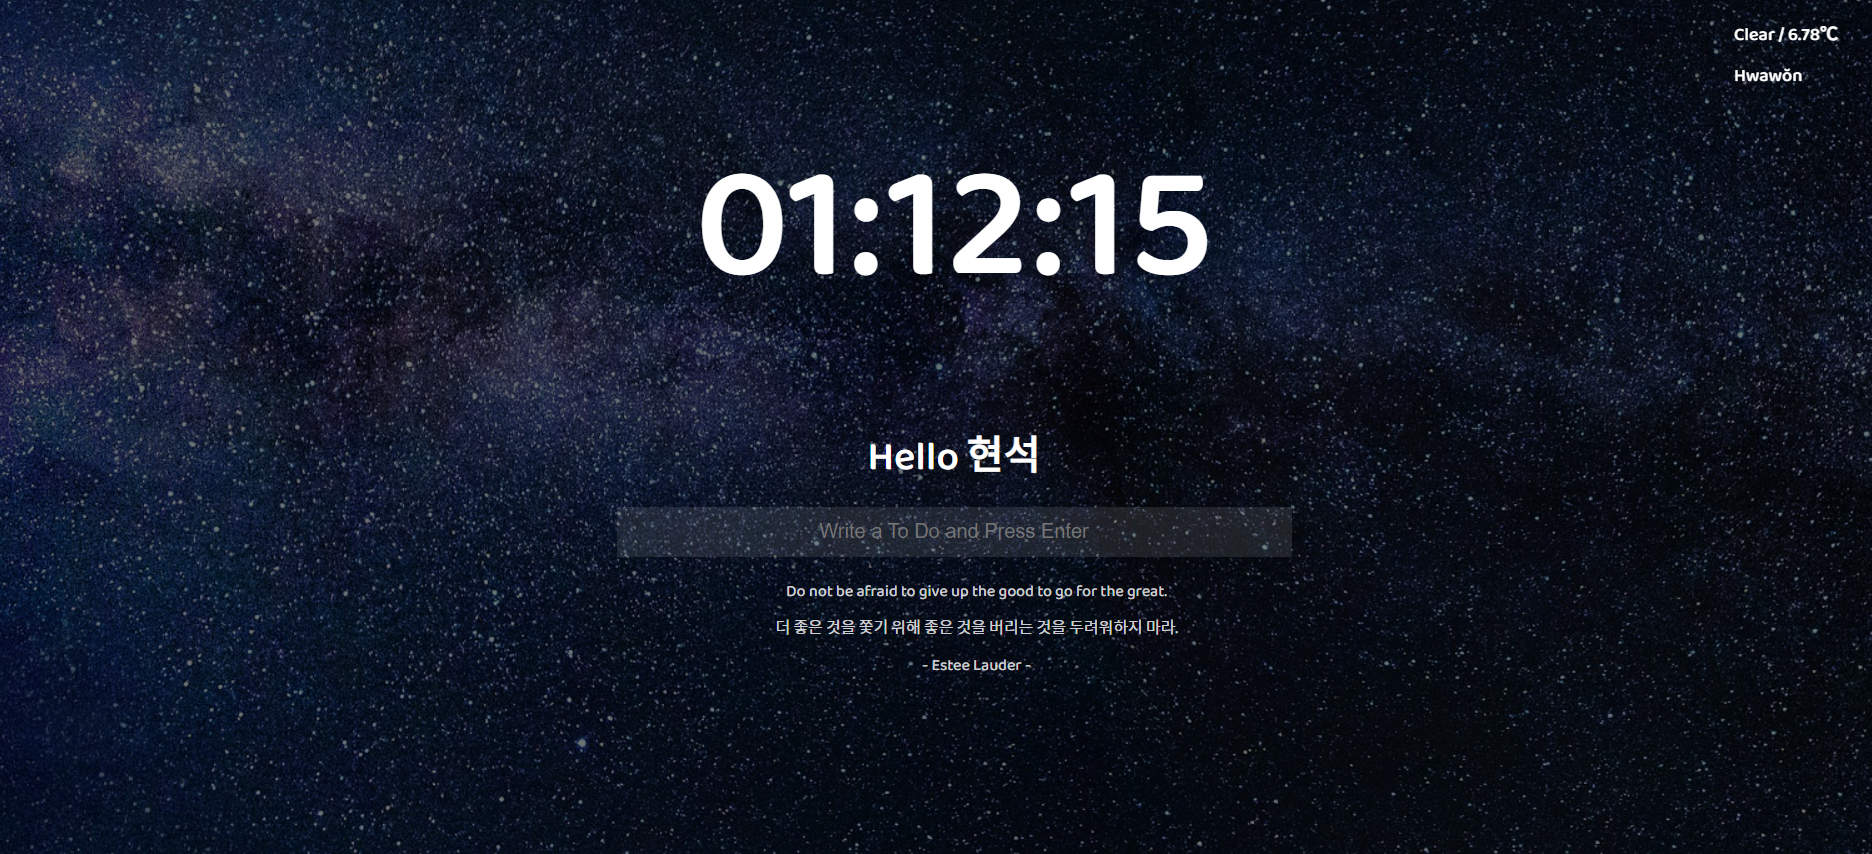 Clear / 6.78℃
Hwawŏn
01:12:15
Hello 현석
Write a To Do and Press Enter
Do not be afraid to give up the good to go for the great.
더 좋은 것을 쫓기 위해 좋은 것을 버리는 것을 두려워하지 마라.
- Estee Lauder -